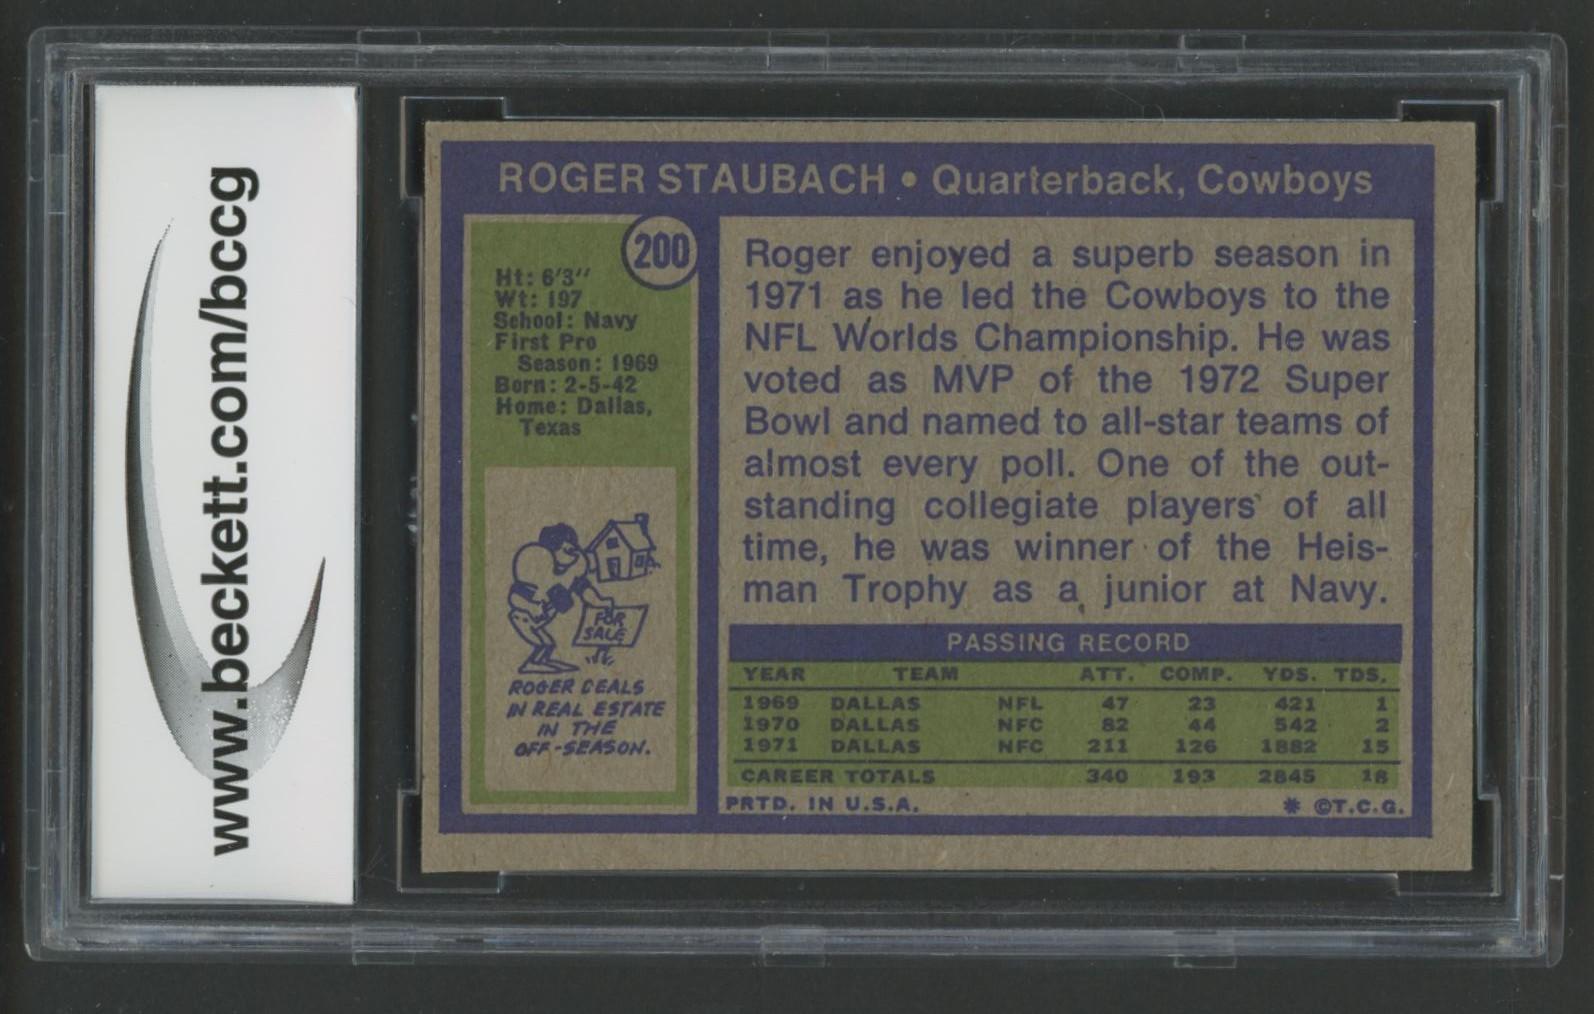 www.beckett.com/bccg
ROGER STAUBACH • Quarterback, Cowboys
200
Ht: 6'3"
Wt: 197
School: Navy
First Pro
Season: 1969
Born: 2-5-42
Home: Dallas,
Texas
FOR
SALE
ROGER DEALS
IN REAL ESTATE
IN THE
OFF-SEASON.
Roger enjoyed a superb season in
1971 as he led the Cowboys to the
NFL Worlds Championship. He was
voted as MVP of the 1972 Super
Bowl and named to all-star teams of
almost every poll. One of the out-
standing collegiate players of all
time, he was winner of the Heis-
man Trophy as a junior at Navy.
PASSING RECORD
YEAR TEAM ATT. COMP. YDS. TDS.
1969 DALLAS NFL 47 23 421 1
1970 DALLAS NFC 82 44 542 2
1971 DALLAS NFC 211 126 1882 15
CAREER TOTALS 340 193 2845 18
PRTD. IN U.S.A. * ©T.C.G.